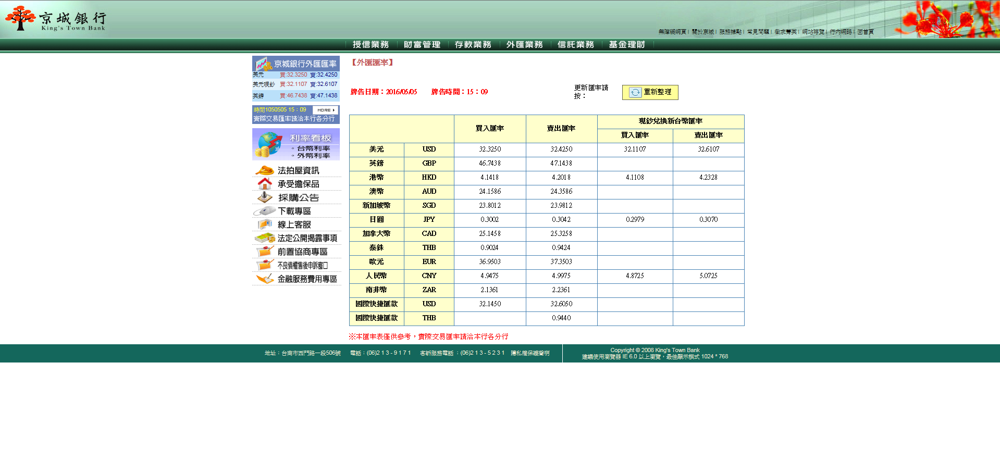 京城銀行
King's Town Bank
無障礙網頁| 關於京城| 服務據點| 常見問題| 徵求菁英| 網站導覽| 行內網路| 回首頁
授信業務 財富管理 存款業務 外匯業務 信託業務 基金理財
京城銀行外匯匯率
美元 買:32.3250 賣:32.4250
美元現鈔 買:32.1107 賣:32.6107
英鎊 買:46.7438 賣:47.1438
時間1050505 15：09 MORE
實際交易匯率請洽本行各分行
利率看板
。台幣利率
。外幣利率
法拍屋資訊
承受擔保品
採購公告
下載專區
線上客服
法定公開揭露事項
前置協商專區
不良債權售後申訴窗口
金融服務費用專區
【外匯匯率】
牌告日期：2016/05/05 牌告時間：15：09
更新匯率請按：
重新整理
買入匯率 賣出匯率 現鈔兌換新台幣匯率
買入匯率 賣出匯率
美元 USD 32.3250 32.4250 32.1107 32.6107
英鎊 GBP 46.7438 47.1438
港幣 HKD 4.1418 4.2018 4.1108 4.2328
澳幣 AUD 24.1586 24.3586
新加坡幣 SGD 23.8012 23.9812
日圓 JPY 0.3002 0.3042 0.2979 0.3070
加拿大幣 CAD 25.1458 25.3258
泰銖 THB 0.9024 0.9424
歐元 EUR 36.9503 37.3503
人民幣 CNY 4.9475 4.9975 4.8725 5.0725
南非幣 ZAR 2.1361 2.2361
國際快捷匯款 USD 32.1450 32.6050
國際快捷匯款 THB 0.9440
※本匯率表僅供參考，實際交易匯率請洽本行各分行
地址：台南市西門路一段506號 電話：(06)2 1 3 - 9 1 7 1 客訴服務電話 ：(06)2 1 3 - 5 2 3 1 隱私權保護聲明
Copyright © 2008 King's Town Bank
建議使用瀏覽器 IE 6.0 以上瀏覽，最佳顯示模式 1024 * 768